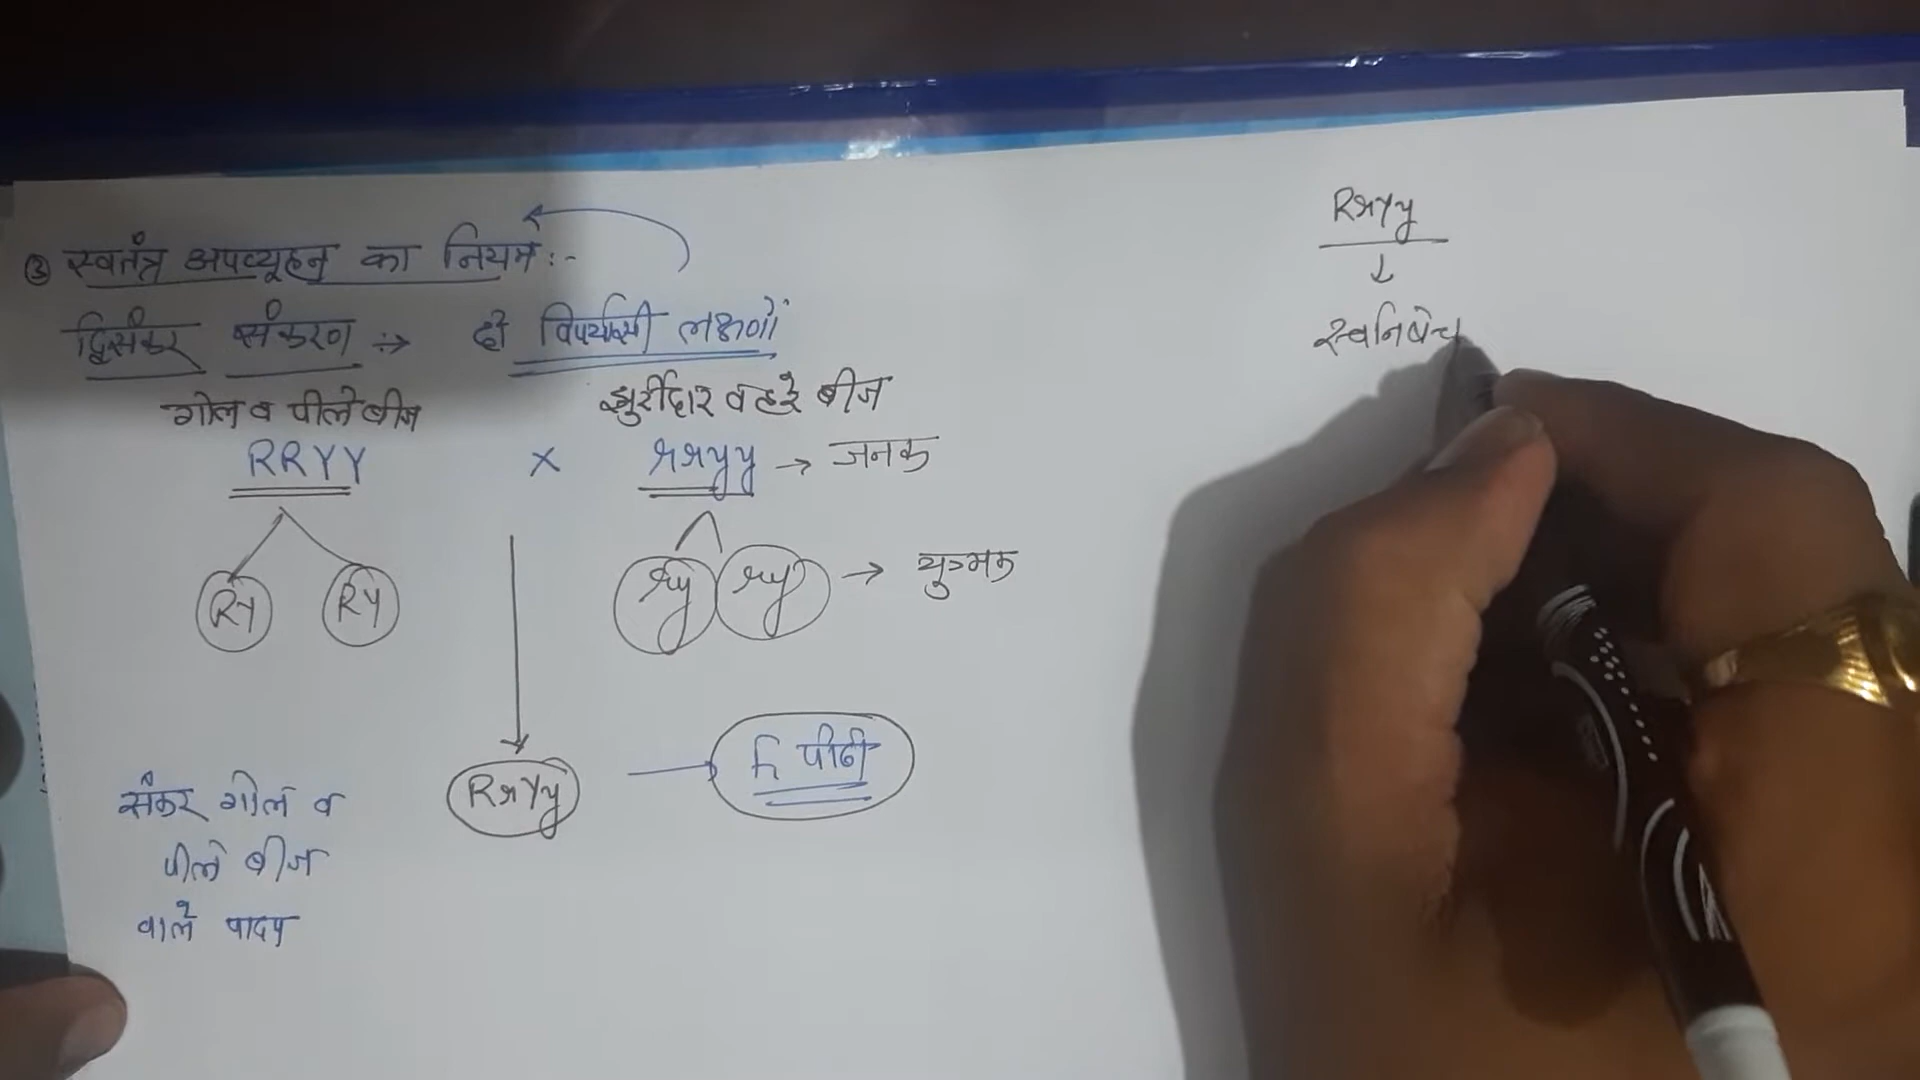 ③ स्वतंत्र अपव्यूहन का नियम :-
द्विसंकर संकरण :→ दो विपर्यासी लक्षणों
गोल व पीले बीज
झुर्रीदार व हरे बीज
RRYY × rryy → जनक
RY RY ry ry → युग्मक
RrYy → F₁ पीढी
संकर गोल व
पीले बीज
वाले पादप
RrYy
↓
स्वनिषेच